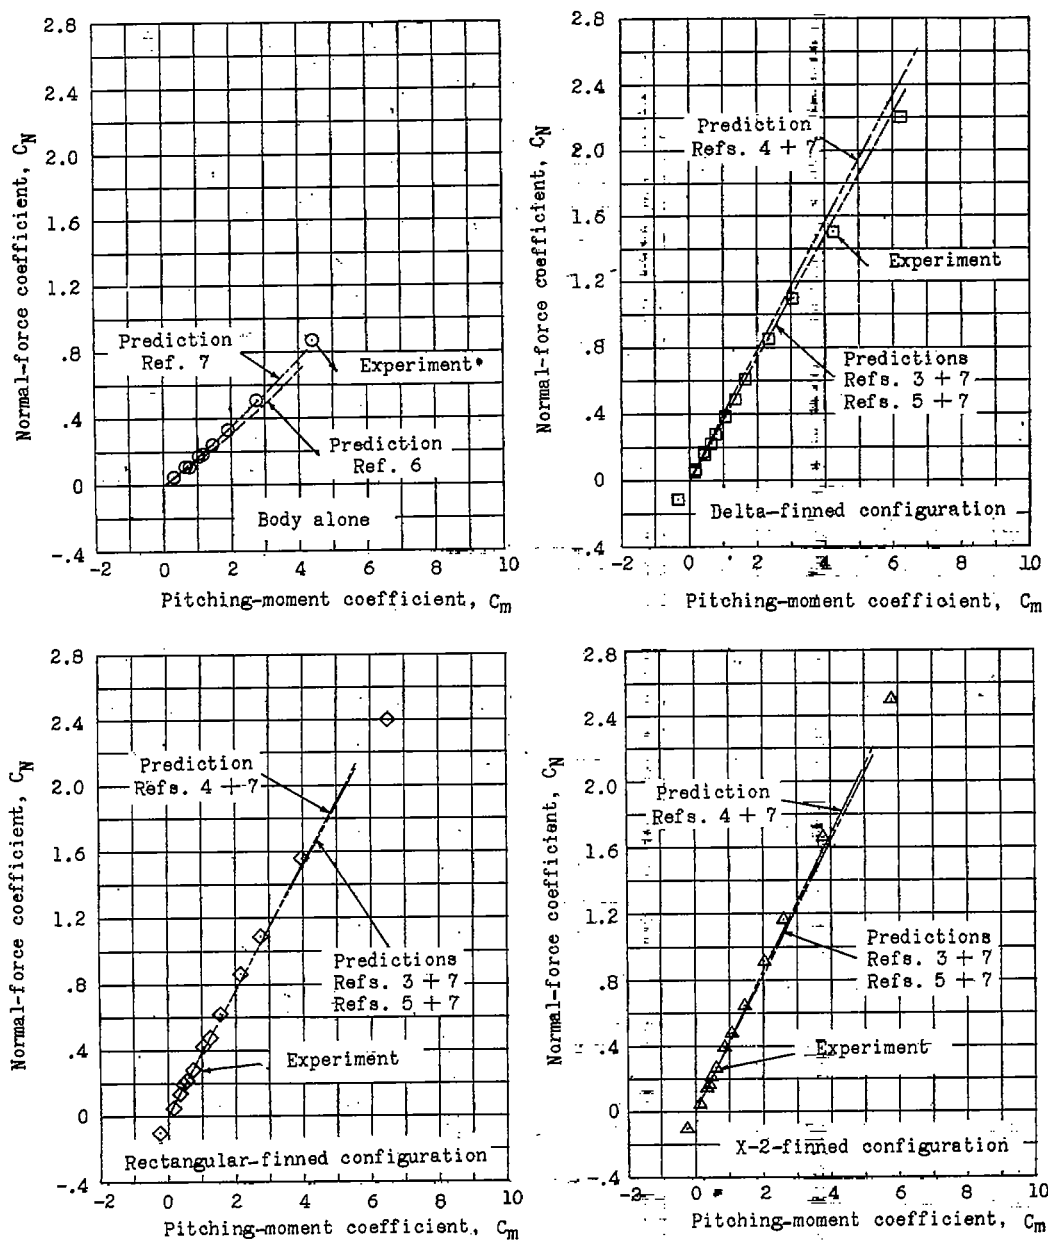 2.8
2.4
2.0
1.6
1.2
.8
.4
0
-.4
-2 0 2 4 6 8 10
Normal-force coefficient, CN
Pitching-moment coefficient, Cm
Prediction
Ref. 7
Experiment
Prediction
Ref. 6
Body alone
2.8
2.4
2.0
1.6
1.2
.8
.4
0
-.4
-2 0 2 4 6 8 10
Normal-force coefficient, CN
Pitching-moment coefficient, Cm
Prediction
Refs. 4 + 7
Experiment
Predictions
Refs. 3 + 7
Refs. 5 + 7
Delta-finned configuration
2.8
2.4
2.0
1.6
1.2
.8
.4
0
-.4
-2 0 2 4 6 8 10
Normal-force coefficient, CN
Pitching-moment coefficient, Cm
Prediction
Refs. 4 + 7
Predictions
Refs. 3 + 7
Refs. 5 + 7
Experiment
Rectangular-finned configuration
2.8
2.4
2.0
1.6
1.2
.8
.4
0
-.4
-2 0 2 4 6 8 10
Normal-force coefficient, CN
Pitching-moment coefficient, Cm
Prediction
Refs. 4 + 7
Predictions
Refs. 3 + 7
Refs. 5 + 7
Experiment
X-2-finned configuration